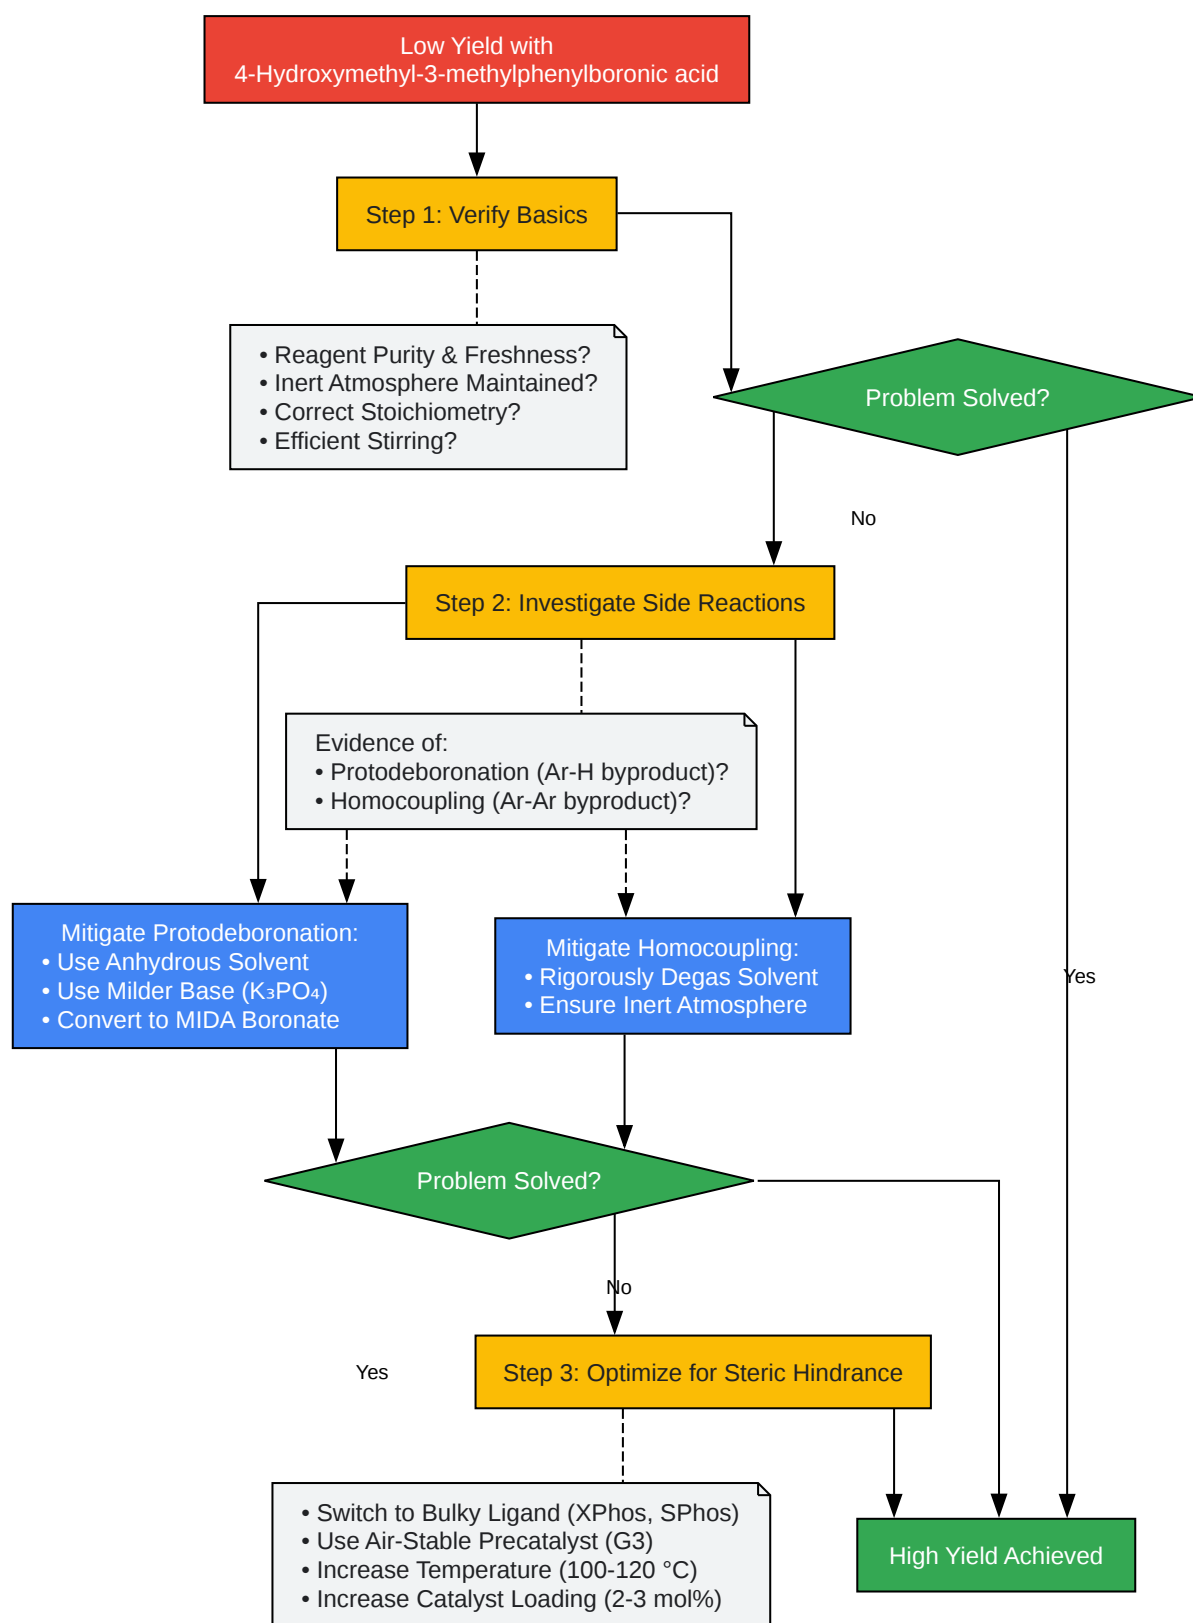 Low Yield with
4-Hydroxymethyl-3-methylphenylboronic acid
Step 1: Verify Basics
• Reagent Purity & Freshness?
• Inert Atmosphere Maintained?
• Correct Stoichiometry?
• Efficient Stirring?
Problem Solved?
No
Step 2: Investigate Side Reactions
Evidence of:
• Protodeboronation (Ar-H byproduct)?
• Homocoupling (Ar-Ar byproduct)?
Mitigate Protodeboronation:
• Use Anhydrous Solvent
• Use Milder Base (K₃PO₄)
• Convert to MIDA Boronate
Mitigate Homocoupling:
• Rigorously Degas Solvent
• Ensure Inert Atmosphere
Yes
Problem Solved?
No
Yes
Step 3: Optimize for Steric Hindrance
• Switch to Bulky Ligand (XPhos, SPhos)
• Use Air-Stable Precatalyst (G3)
• Increase Temperature (100-120 °C)
• Increase Catalyst Loading (2-3 mol%)
High Yield Achieved